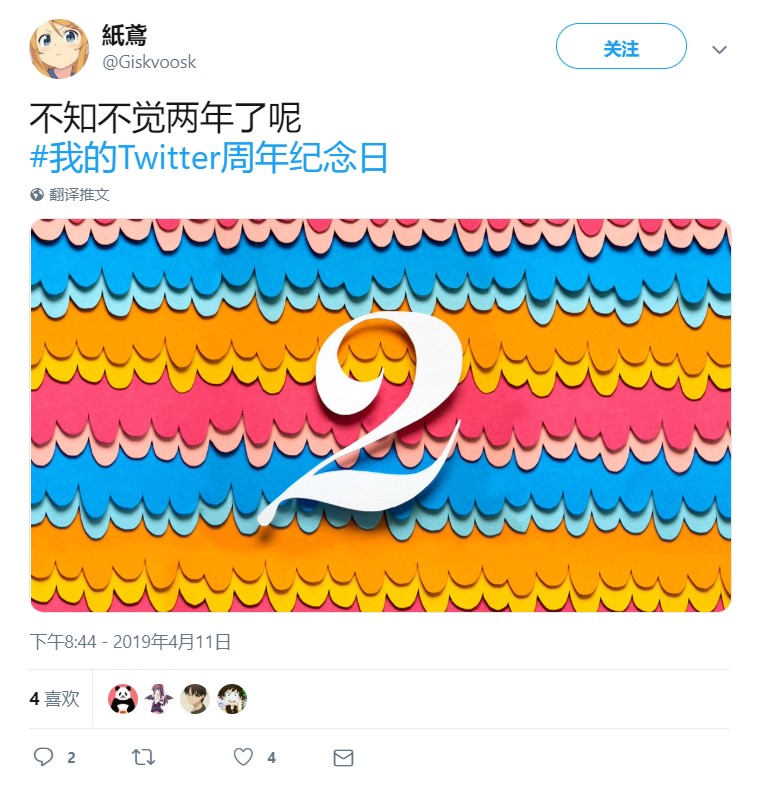 紙鳶
@Giskvoosk
关注
不知不觉两年了呢
#我的Twitter周年纪念日
翻译推文
2
下午8:44 - 2019年4月11日
4 喜欢
2
4